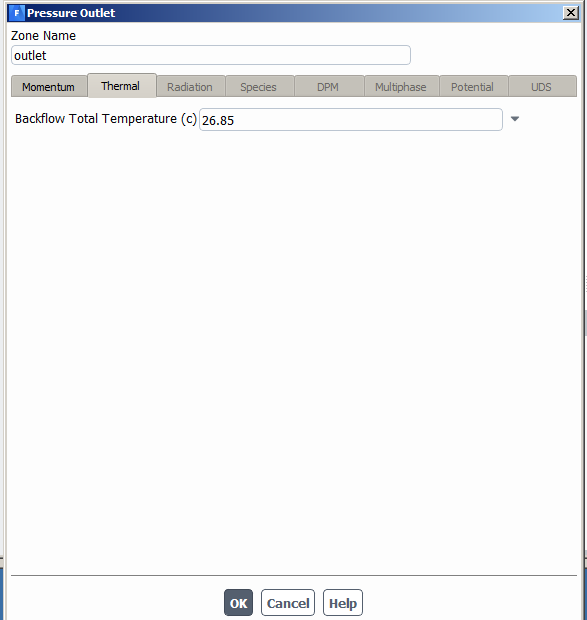 F Pressure Outlet
Zone Name
outlet
Momentum Thermal Radiation Species DPM Multiphase Potential UDS
Backflow Total Temperature (c) 26.85
OK Cancel Help